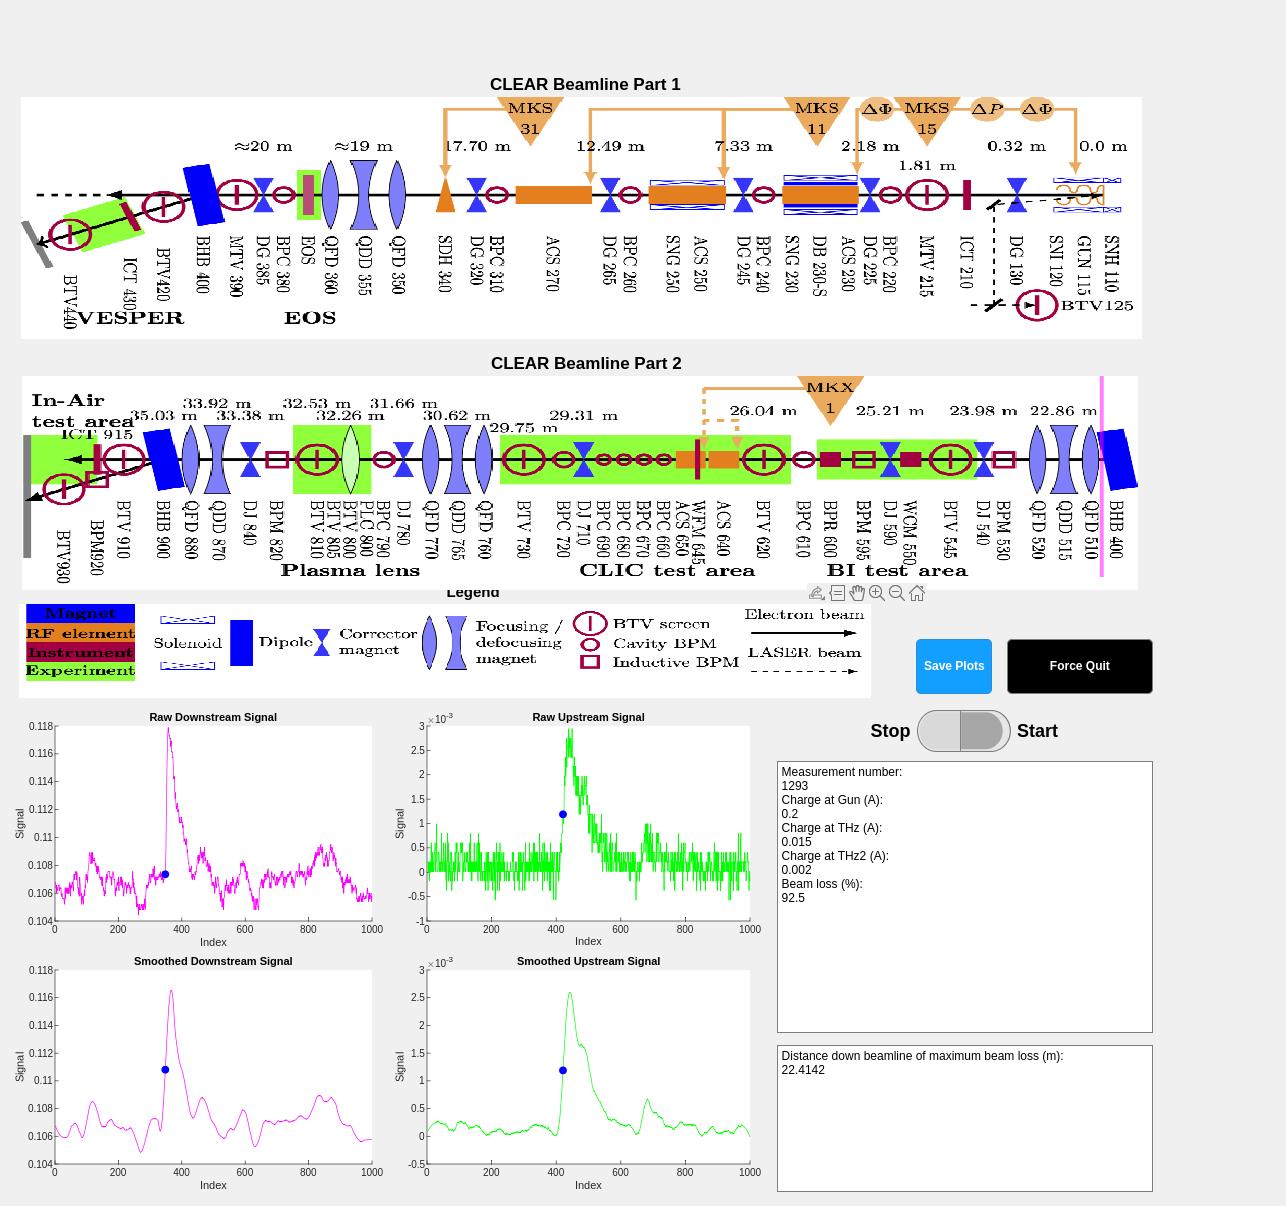 CLEAR Beamline Part 1
MKS 31
MKS 11
ΔΦ
MKS 15
ΔP
ΔΦ
≈20 m
≈19 m
17.70 m
12.49 m
7.33 m
2.18 m
1.81 m
0.32 m
0.0 m
BTV440
ICT 430
BTV420
BHB 400
MTV 390
DG 385
BPC 380
EOS
QFD 360
QDD 355
QFD 350
SDH 340
DG 320
BPC 310
ACS 270
DG 265
BPC 260
SNG 250
ACS 250
DG 245
BPC 240
SNG 230
DB 230-S
ACS 230
DG 225
BPC 220
MTV 215
ICT 210
DG 130
SNI 120
GUN 115
SNH 110
BTV125
VESPER
EOS
CLEAR Beamline Part 2
In-Air
test area
ICT 915
35.03 m
33.92 m
33.38 m
32.53 m
32.26 m
31.66 m
30.62 m
29.75 m
29.31 m
MKX 1
26.04 m
25.21 m
23.98 m
22.86 m
BTV930
BPM920
BTV 910
BHB 900
QFD 880
QDD 870
DJ 840
BPM 820
BTV 810
BTV 805
BTV 800
PLC 800
BPC 790
DJ 780
QFD 770
QDD 765
QFD 760
BTV 730
BPC 720
DJ 710
BPC 690
BPC 680
BPC 670
BPC 660
ACS 650
WFM 645
ACS 640
BTV 620
BPC 610
BPR 600
BPM 595
DJ 590
WCM 550
BTV 545
DJ 540
BPM 530
QFD 520
QDD 515
QFD 510
BHB 400
Plasma lens
CLIC test area
BI test area
Legend
Magnet
RF element
Instrument
Experiment
Solenoid
Dipole
Corrector
magnet
Focusing /
defocusing
magnet
BTV screen
Cavity BPM
Inductive BPM
Electron beam
LASER beam
Save Plots
Force Quit
Stop
Start
Raw Downstream Signal
0.118
0.116
0.114
0.112
0.11
0.108
0.106
0.104
Signal
0 200 400 600 800 1000
Index
Raw Upstream Signal
×10-3
3
2.5
2
1.5
1
0.5
0
-0.5
-1
Signal
0 200 400 600 800 1000
Index
Measurement number:
1293
Charge at Gun (A):
0.2
Charge at THz (A):
0.015
Charge at THz2 (A):
0.002
Beam loss (%):
92.5
Smoothed Downstream Signal
0.118
0.116
0.114
0.112
0.11
0.108
0.106
0.104
Signal
0 200 400 600 800 1000
Index
Smoothed Upstream Signal
×10-3
3
2.5
2
1.5
1
0.5
0
-0.5
Signal
0 200 400 600 800 1000
Index
Distance down beamline of maximum beam loss (m):
22.4142